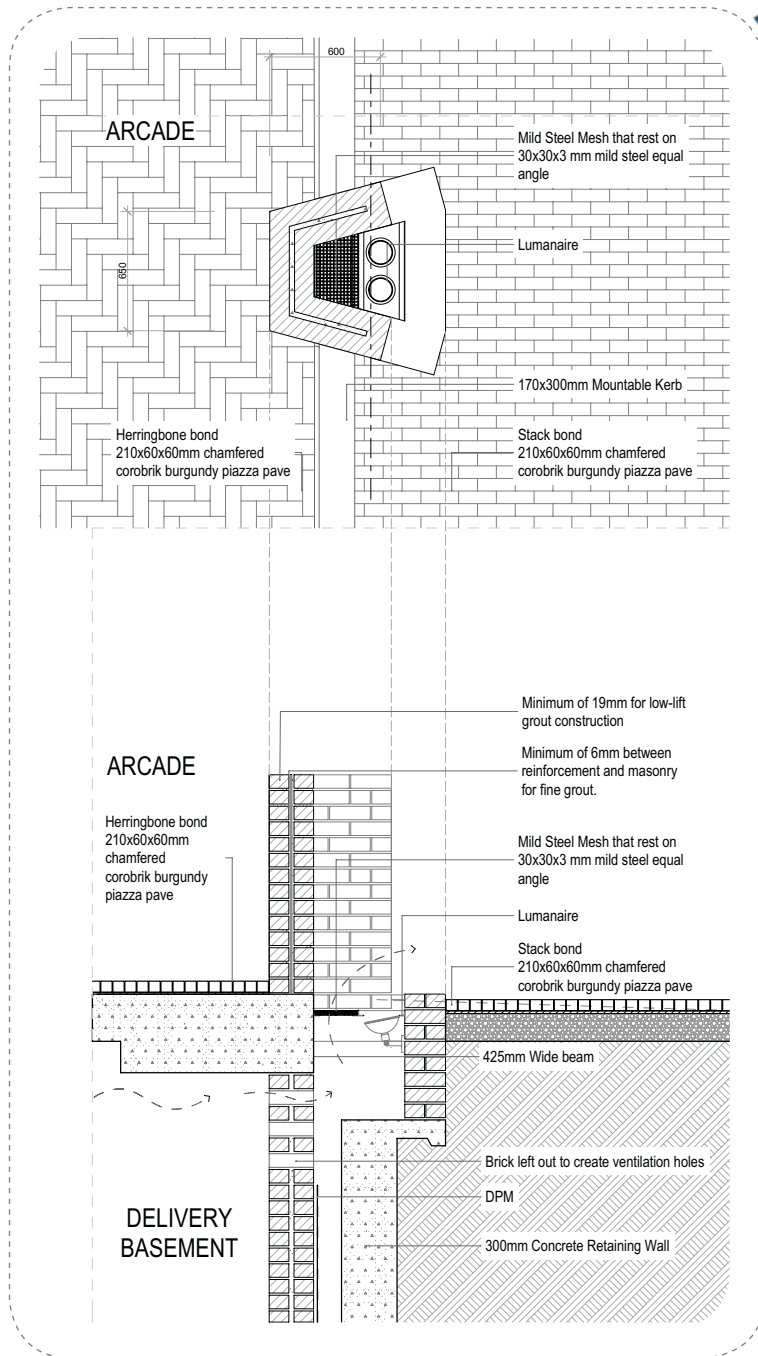 600
ARCADE
Mild Steel Mesh that rest on
30x30x3 mm mild steel equal
angle
Lumanaire
650
170x300mm Mountable Kerb
Herringbone bond
210x60x60mm chamfered
corobrik burgundy piazza pave
Stack bond
210x60x60mm chamfered
corobrik burgundy piazza pave
Minimum of 19mm for low-lift
grout construction
ARCADE
Minimum of 6mm between
reinforcement and masonry
for fine grout.
Herringbone bond
210x60x60mm
chamfered
corobrik burgundy
piazza pave
Mild Steel Mesh that rest on
30x30x3 mm mild steel equal
angle
Lumanaire
Stack bond
210x60x60mm chamfered
corobrik burgundy piazza pave
425mm Wide beam
Brick left out to create ventilation holes
DPM
DELIVERY
BASEMENT
300mm Concrete Retaining Wall